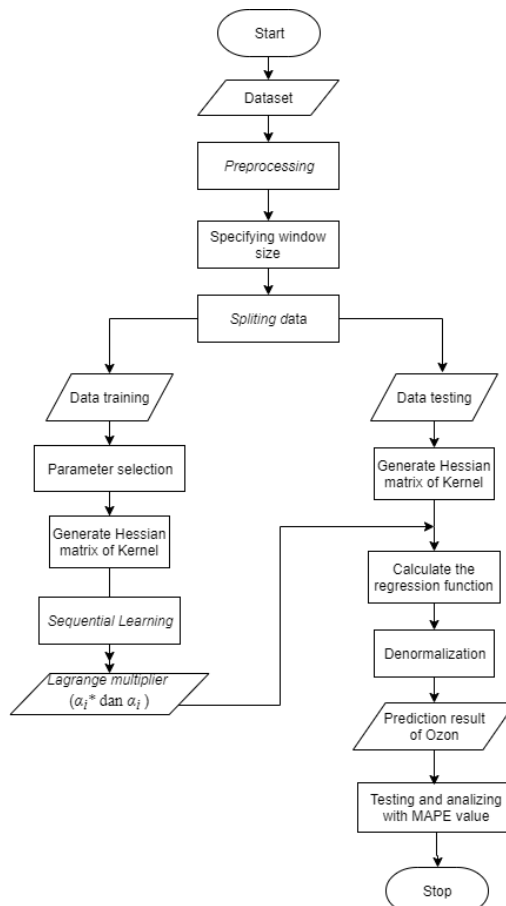 Start
Dataset
Preprocessing
Specifying window
size
Spliting data
Data training
Parameter selection
Generate Hessian
matrix of Kernel
Sequential Learning
Lagrange multiplier
(αᵢ* dan αᵢ )
Data testing
Generate Hessian
matrix of Kernel
Calculate the
regression function
Denormalization
Prediction result
of Ozon
Testing and analizing
with MAPE value
Stop